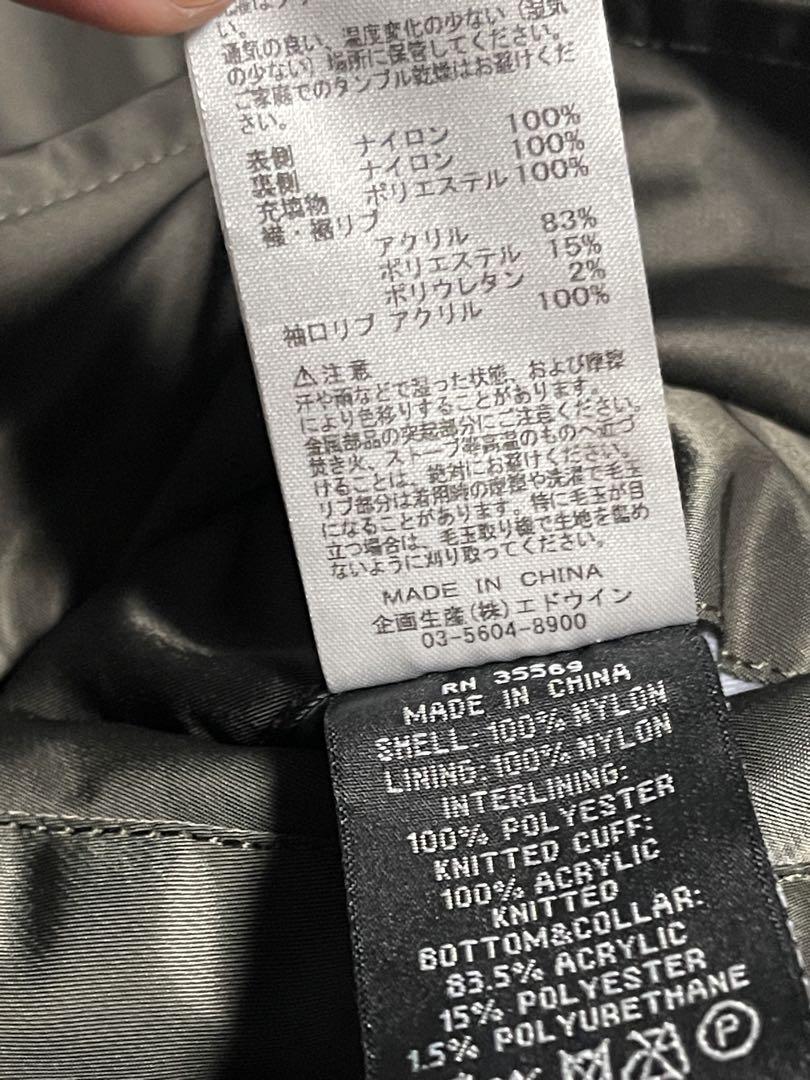 い。
通気の良い、温度変化の少ない（湿気
の少ない）場所に保管してください。
ご家庭でのタンブル乾燥はお避けくだ
さい。
表側 ナイロン 100%
裏側 ナイロン 100%
充填物 ポリエステル 100%
襟・裾リブ
アクリル 83%
ポリエステル 15%
ポリウレタン 2%
袖口リブ アクリル 100%
⚠注意
汗や雨などで湿った状態、および摩擦
により色移りすることがあります。
金属部品の突起部分にご注意ください。
焚き火、ストーブ等高温のものへ近づ
けることは、絶対にお避けください。
リブ部分は着用時の摩擦や洗濯で毛玉
になることがあります。特に毛玉が目
立つ場合は、毛玉取り機で生地を傷め
ないように刈り取ってください。
MADE IN CHINA
企画生産(株)エドウイン
03-5604-8900
RN 35569
MADE IN CHINA
SHELL:100% NYLON
LINING:100% NYLON
INTERLINING:
100% POLYESTER
KNITTED CUFF:
100% ACRYLIC
KNITTED
BOTTOM&COLLAR:
83.5% ACRYLIC
15% POLYESTER
1.5% POLYURETHANE
P